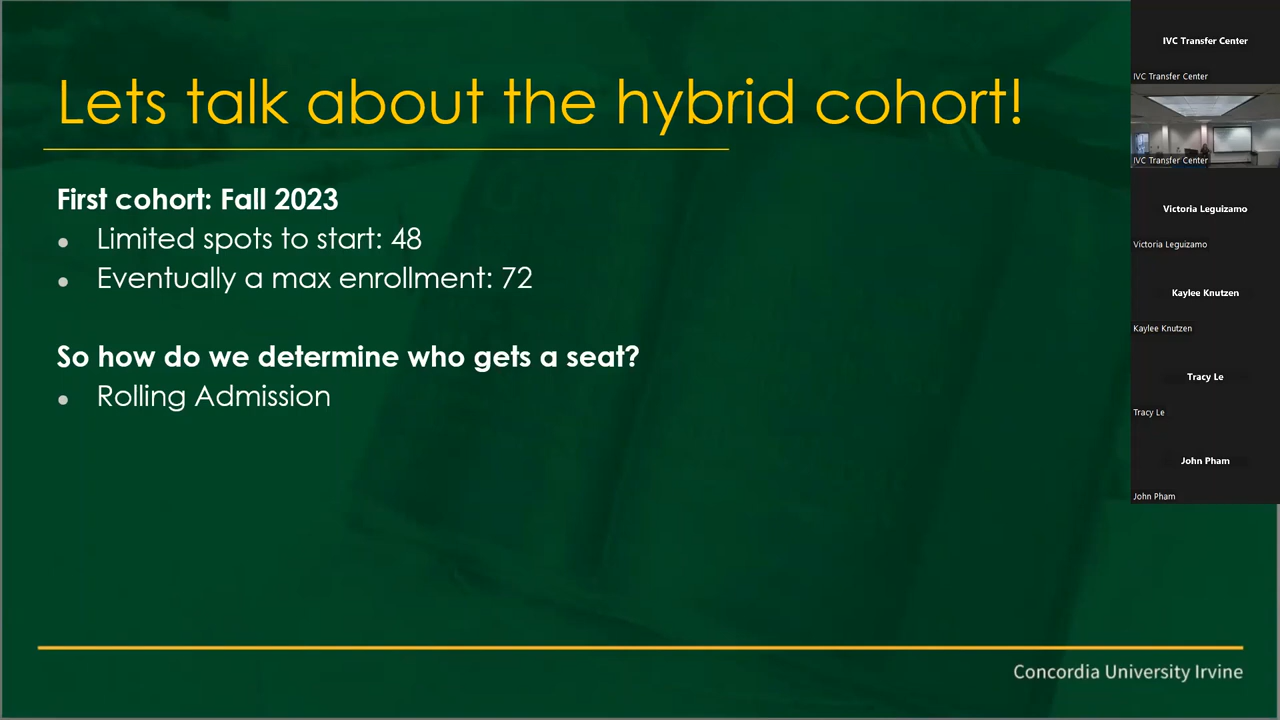 Lets talk about the hybrid cohort!
First cohort: Fall 2023
• Limited spots to start: 48
• Eventually a max enrollment: 72
So how do we determine who gets a seat?
• Rolling Admission
Concordia University Irvine
IVC Transfer Center
IVC Transfer Center
IVC Transfer Center
Victoria Leguizamo
Victoria Leguizamo
Kaylee Knutzen
Kaylee Knutzen
Tracy Le
Tracy Le
John Pham
John Pham